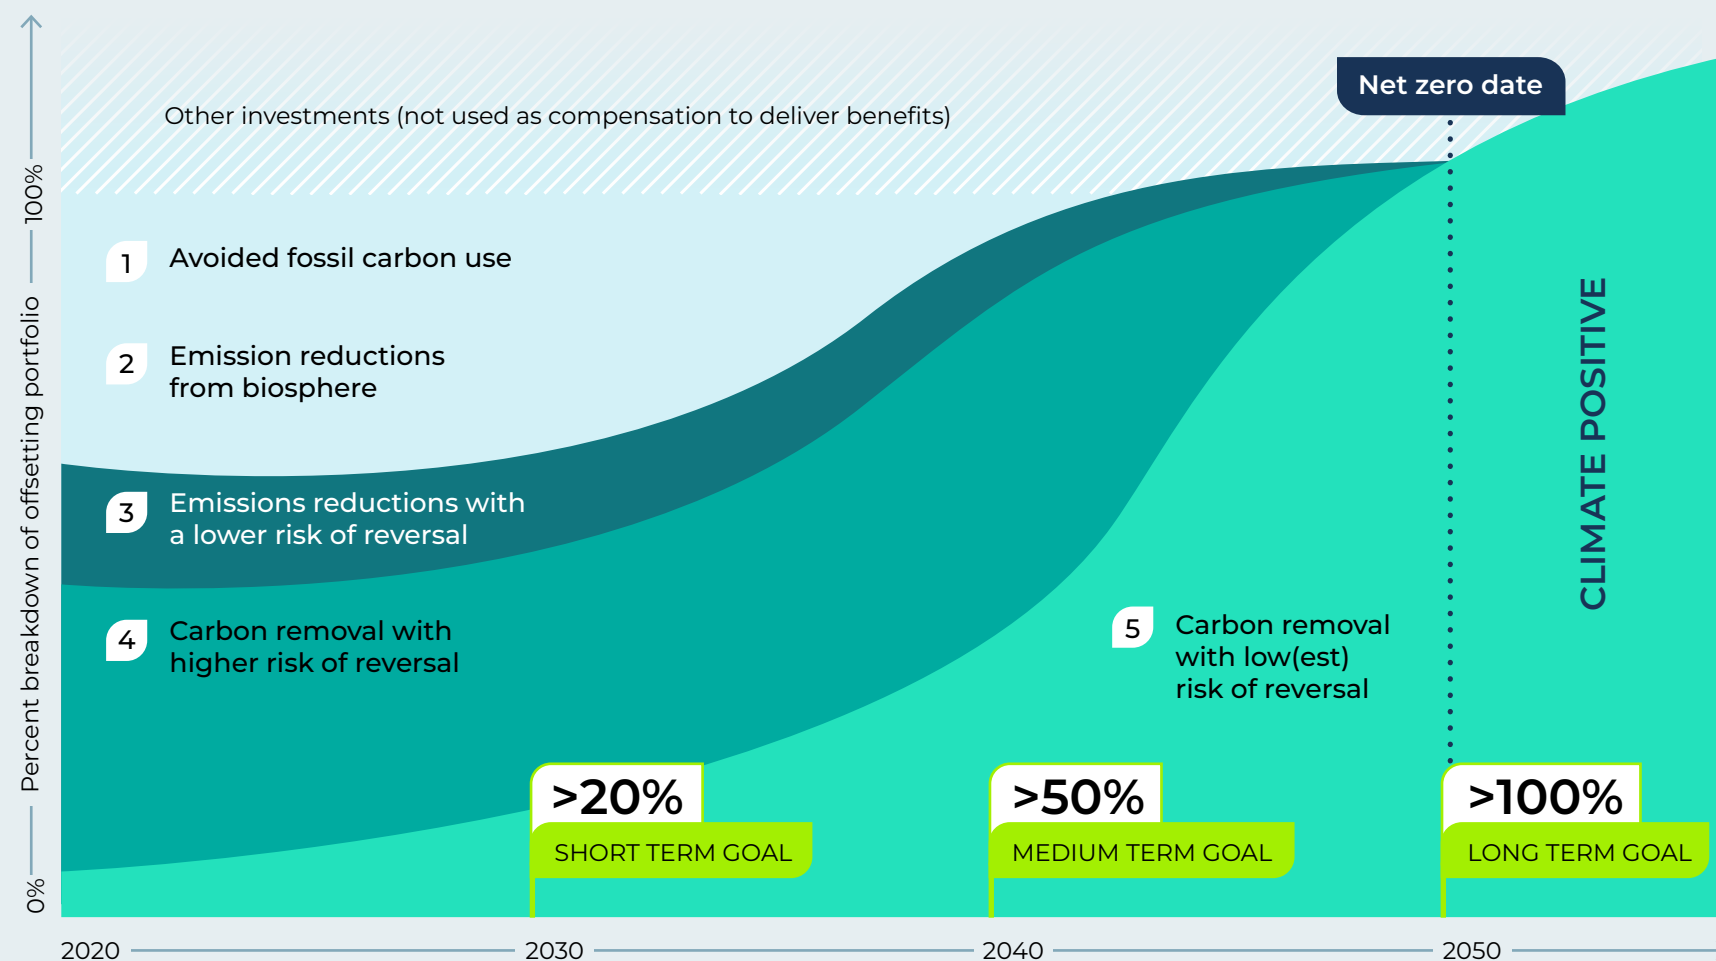 Other investments (not used as compensation to deliver benefits)
Net zero date
100%
Percent breakdown of offsetting portfolio
0%
1
Avoided fossil carbon use
2
Emission reductions
from biosphere
3
Emissions reductions with
a lower risk of reversal
4
Carbon removal with
higher risk of reversal
5
Carbon removal
with low(est)
risk of reversal
CLIMATE POSITIVE
>20%
SHORT TERM GOAL
>50%
MEDIUM TERM GOAL
>100%
LONG TERM GOAL
2020
2030
2040
2050